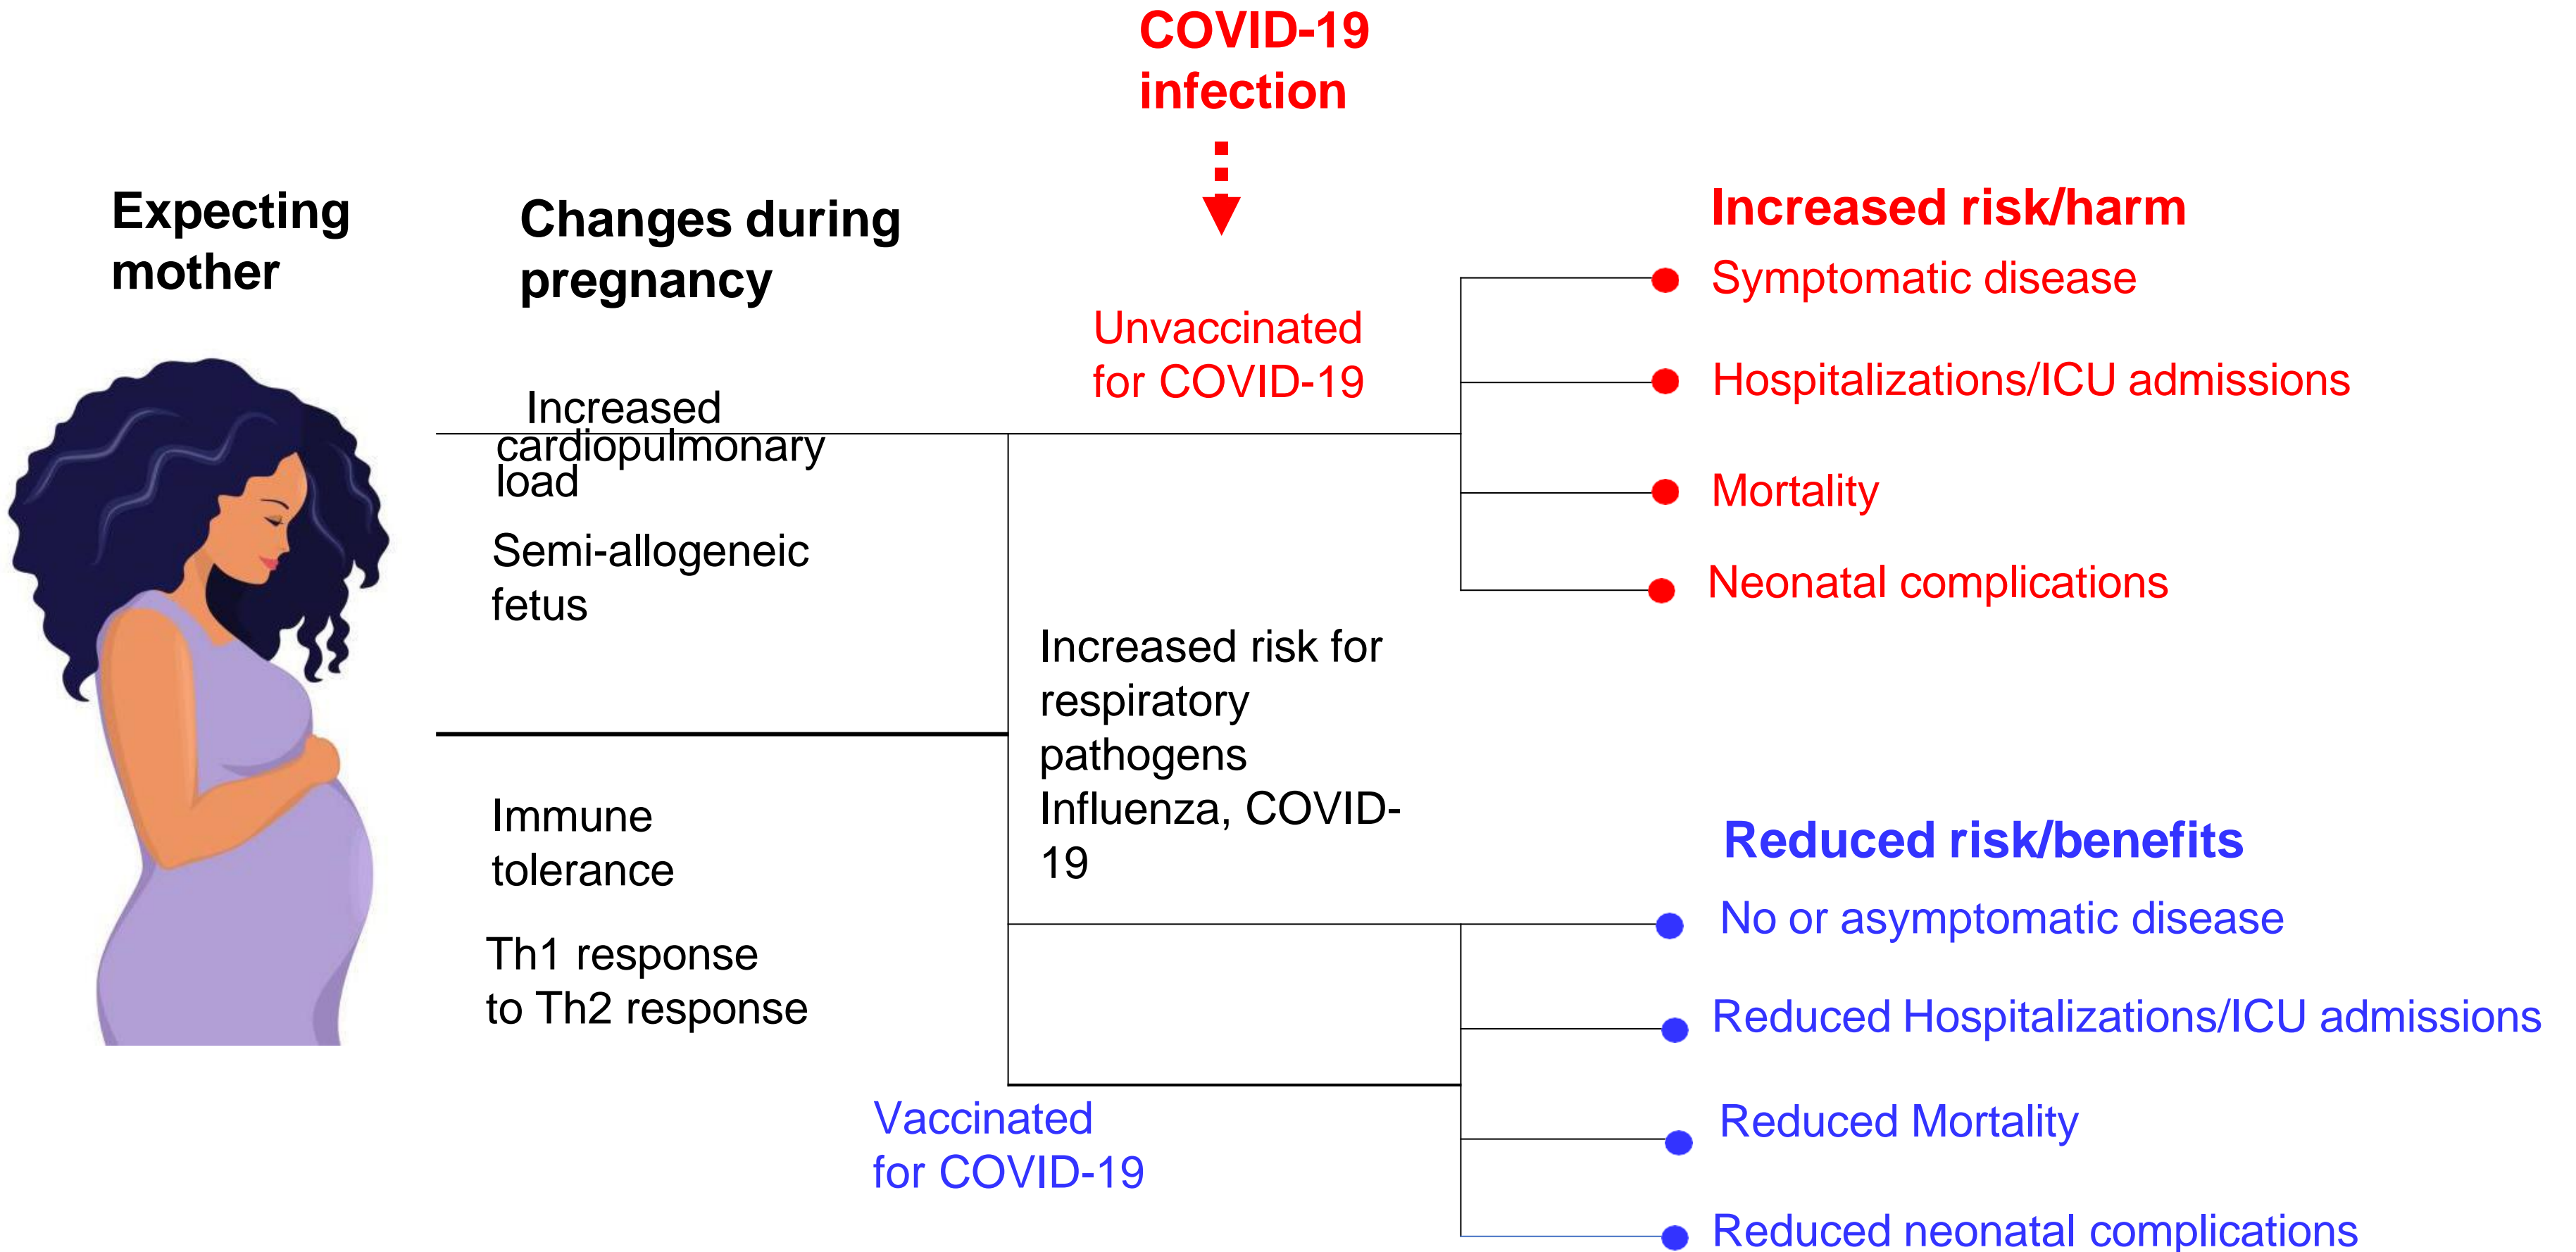 COVID-19
infection
Expecting
mother
Changes during
pregnancy
Increased
cardiopulmonary
load
Semi-allogeneic
fetus
Immune
tolerance
Th1 response
to Th2 response
Unvaccinated
for COVID-19
Increased risk for
respiratory
pathogens
Influenza, COVID-
19
Vaccinated
for COVID-19
Increased risk/harm
Symptomatic disease
Hospitalizations/ICU admissions
Mortality
Neonatal complications
Reduced risk/benefits
No or asymptomatic disease
Reduced Hospitalizations/ICU admissions
Reduced Mortality
Reduced neonatal complications